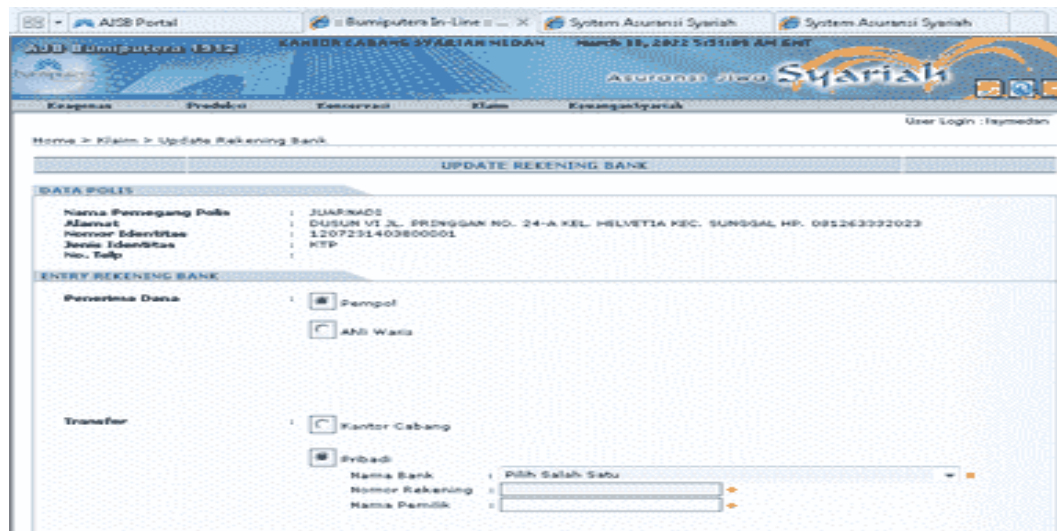 AJSB Portal
:: Bumiputera In-Line :: ...
System Asuransi Syariah
System Asuransi Syariah
AJB Bumiputera 1912
KANTOR CABANG SYARIAH MEDAN
Asuransi Jiwa Syariah
Keagenan Produksi Konservasi Klaim KeuanganSyariah
User Login :
Home > Klaim > Update Rekening Bank
UPDATE REKENING BANK
DATA POLIS
Nama Pemegang Polis : JUARNADI
Alamat : DUSUN VI JL. PRINGGAN NO. 24-A KEL. HELVETIA KEC. SUNGGAL HP. 081263332023
Nomor Identitas : 1207231403800001
Jenis Identitas : KTP
No. Telp :
ENTRY REKENING BANK
Penerima Dana : Pempol
Ahli Waris
Transfer : Kantor Cabang
Pribadi
Nama Bank : Pilih Salah Satu
Nomor Rekening :
Nama Pemilik :